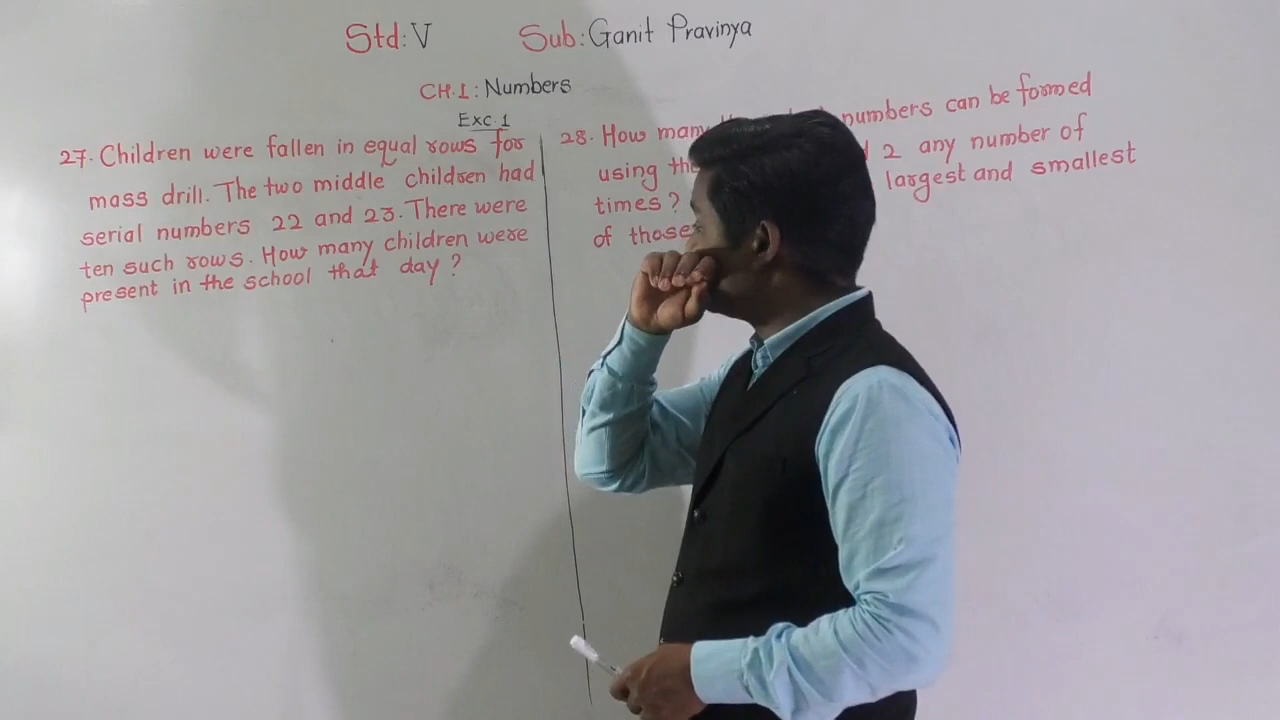 Std: V Sub: Ganit Pravinya
CH.1: Numbers
Exc. 1
27. Children were fallen in equal rows for
mass drill. The two middle children had
serial numbers 22 and 23. There were
ten such rows. How many children were
present in the school that day?
28. How many numbers can be formed
using the 2 any number of
times? largest and smallest
of those